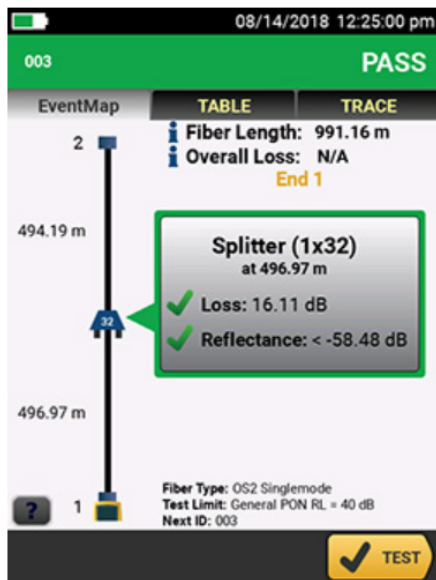 08/14/2018 12:25:00 pm
003
PASS
EventMap
TABLE
TRACE
2
Fiber Length: 991.16 m
Overall Loss: N/A
End 1
494.19 m
Splitter (1x32)
at 496.97 m
Loss: 16.11 dB
Reflectance: < -58.48 dB
32
496.97 m
1
Fiber Type: OS2 Singlemode
Test Limit: General PON RL = 40 dB
Next ID: 003
?
TEST